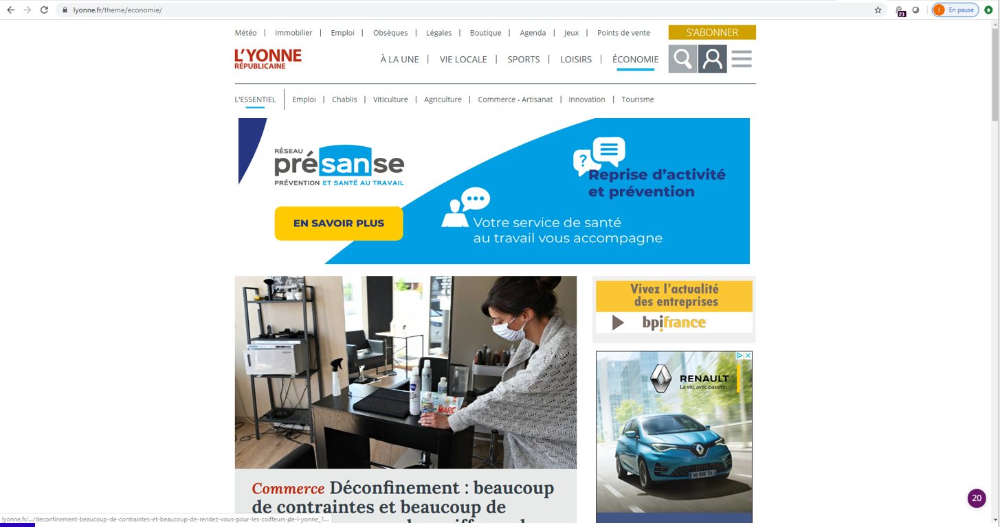 lyonne.fr/theme/economie/
23
I En pause
Météo | Immobilier | Emploi | Obsèques | Légales | Boutique | Agenda | Jeux | Points de vente
S'ABONNER
L'YONNE
RÉPUBLICAINE
À LA UNE | VIE LOCALE | SPORTS | LOISIRS | ÉCONOMIE
L'ESSENTIEL | Emploi | Chablis | Viticulture | Agriculture | Commerce - Artisanat | Innovation | Tourisme
RÉSEAU
présanse
PRÉVENTION ET SANTÉ AU TRAVAIL
EN SAVOIR PLUS
?
Reprise d'activité
et prévention
Votre service de santé
au travail vous accompagne
MARC
Vivez l'actualité
des entreprises
bpifrance
RENAULT
La vie, avec passion
Commerce Déconfinement : beaucoup
de contraintes et beaucoup de
20
lyonne.fr/.../deconfinement-beaucoup-de-contraintes-et-beaucoup-de-rendez-vous-pour-les-coiffeurs-de-l-yonne_1...